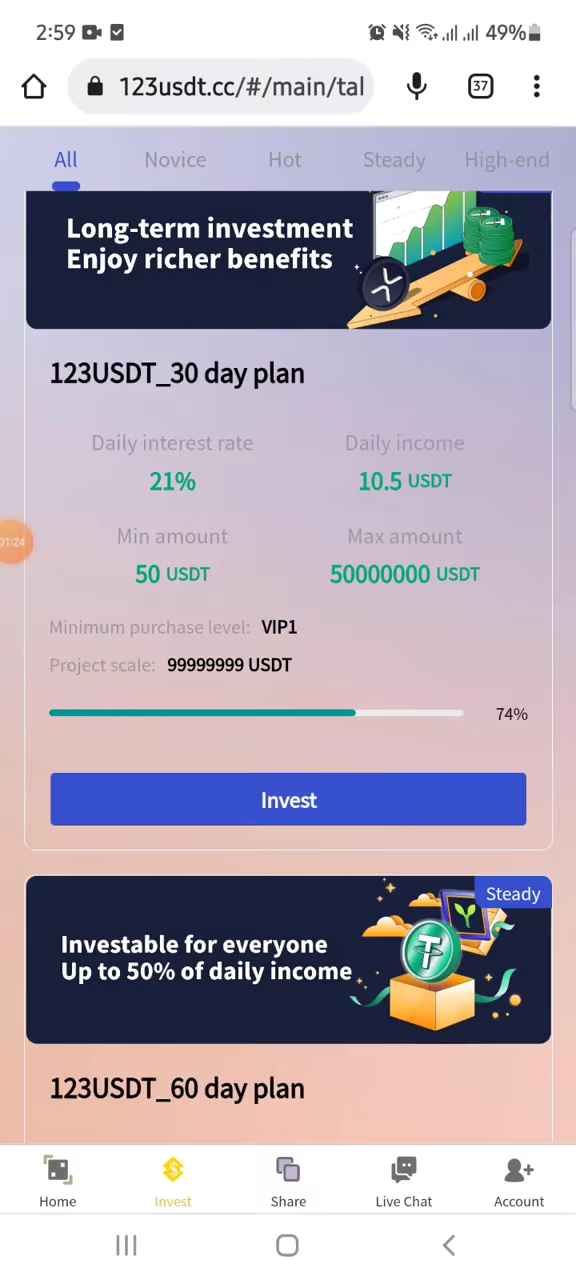 2:59
49%
123usdt.cc/#/main/tal
37
All Novice Hot Steady High-end
Long-term investment
Enjoy richer benefits
123USDT_30 day plan
Daily interest rate Daily income
21% 10.5 USDT
01:24
Min amount Max amount
50 USDT 50000000 USDT
Minimum purchase level: VIP1
Project scale: 99999999 USDT
74%
Invest
Steady
Investable for everyone
Up to 50% of daily income
123USDT_60 day plan
Home Invest Share Live Chat Account